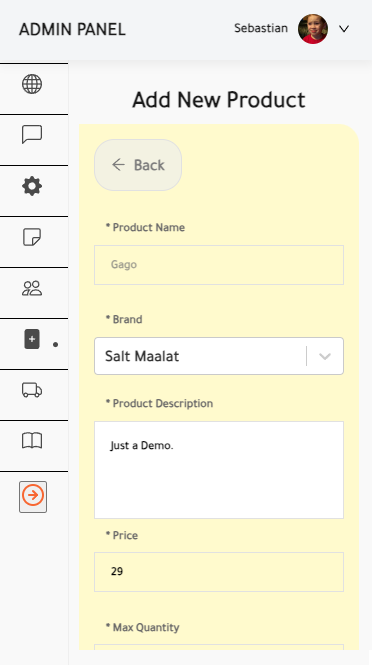 ADMIN PANEL
Sebastian
Add New Product
Back
* Product Name
Gago
* Brand
Salt Maalat
* Product Description
Just a Demo.
* Price
29
* Max Quantity